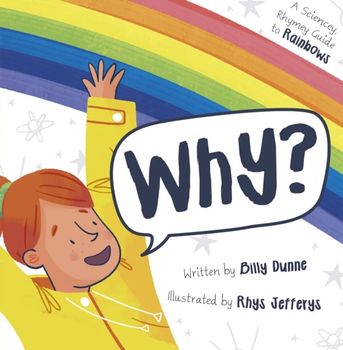 A Sciencey,
Rhymey Guide
to Rainbows
Why?
Written by Billy Dunne
Illustrated by Rhys Jefferys